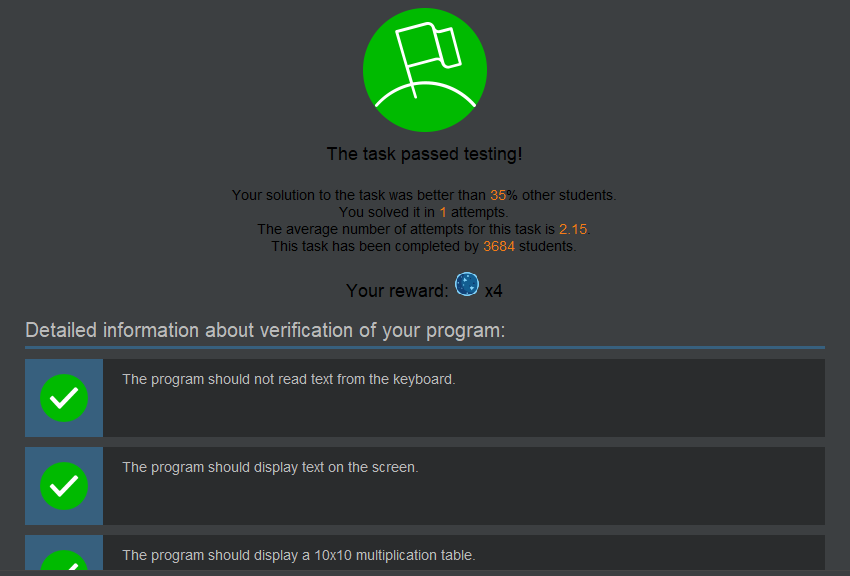 The task passed testing!
Your solution to the task was better than 35% other students.
You solved it in 1 attempts.
The average number of attempts for this task is 2.15.
This task has been completed by 3684 students.
Your reward: x4
Detailed information about verification of your program:
The program should not read text from the keyboard.
The program should display text on the screen.
The program should display a 10x10 multiplication table.